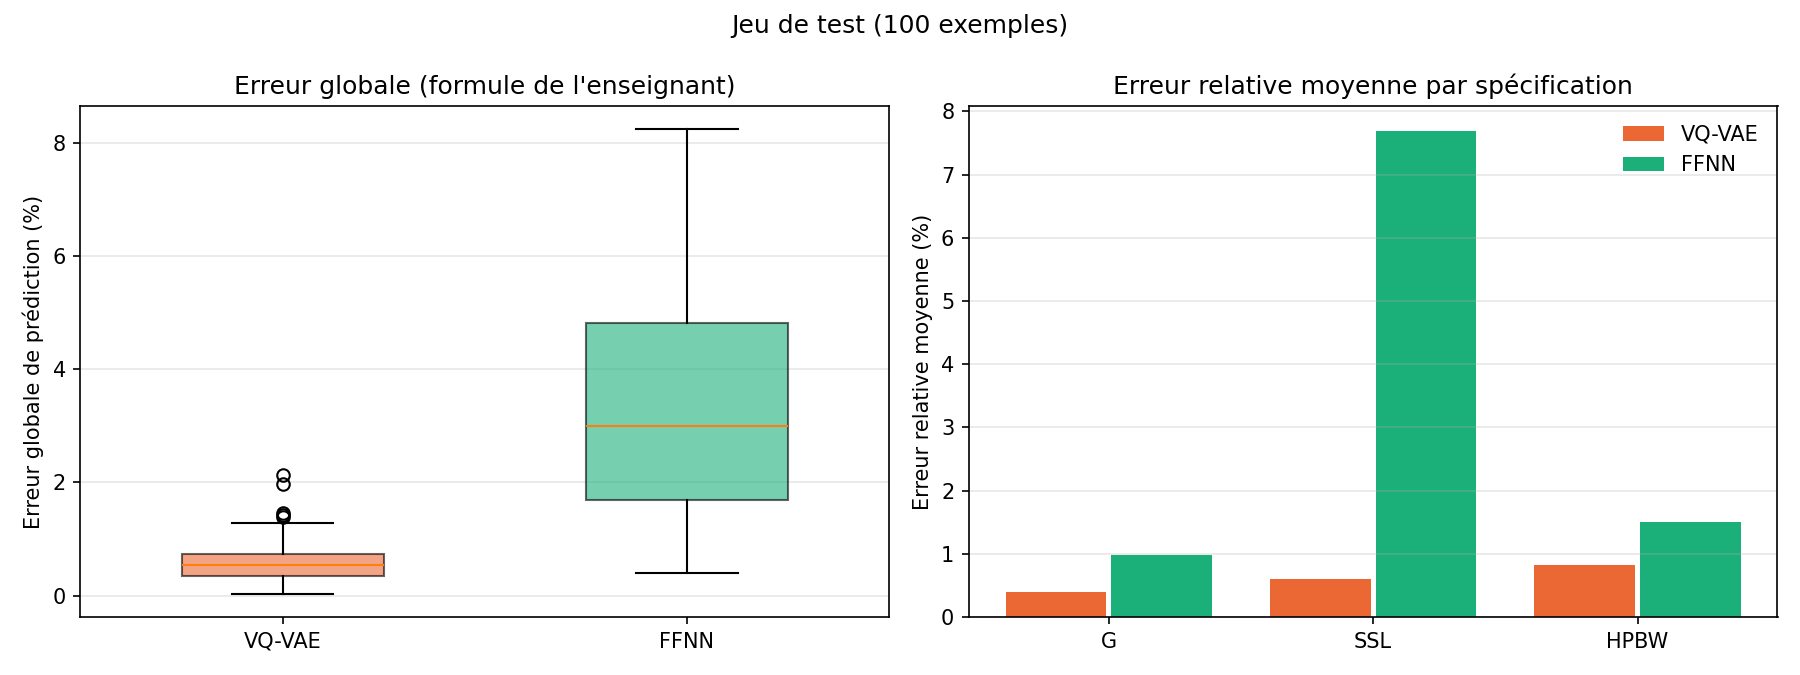 Jeu de test (100 exemples)
Erreur globale (formule de l'enseignant)
Erreur globale de prédiction (%)
8
6
4
2
0
VQ-VAE
FFNN
Erreur relative moyenne par spécification
Erreur relative moyenne (%)
8
7
6
5
4
3
2
1
0
G
SSL
HPBW
VQ-VAE
FFNN